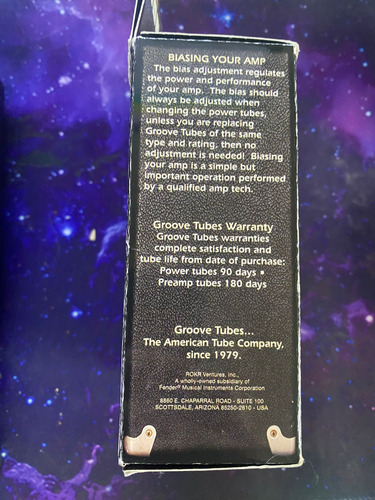 BIASING YOUR AMP
The bias adjustment regulates
the power and performance
of your amp. The bias should
always be adjusted when
changing the power tubes,
unless you are replacing
Groove Tubes of the same
type and rating, then no
adjustment is needed! Biasing
your amp is a simple but
important operation performed
by a qualified amp tech.
Groove Tubes Warranty
Groove Tubes warranties
complete satisfaction and
tube life from date of purchase:
Power tubes 90 days •
Preamp tubes 180 days
Groove Tubes...
The American Tube Company,
since 1979.
ROKR Ventures, Inc.,
A wholly-owned subsidiary of
Fender® Musical Instruments Corporation
8860 E. CHAPARRAL ROAD - SUITE 100
SCOTTSDALE, ARIZONA 85250-2610 - USA